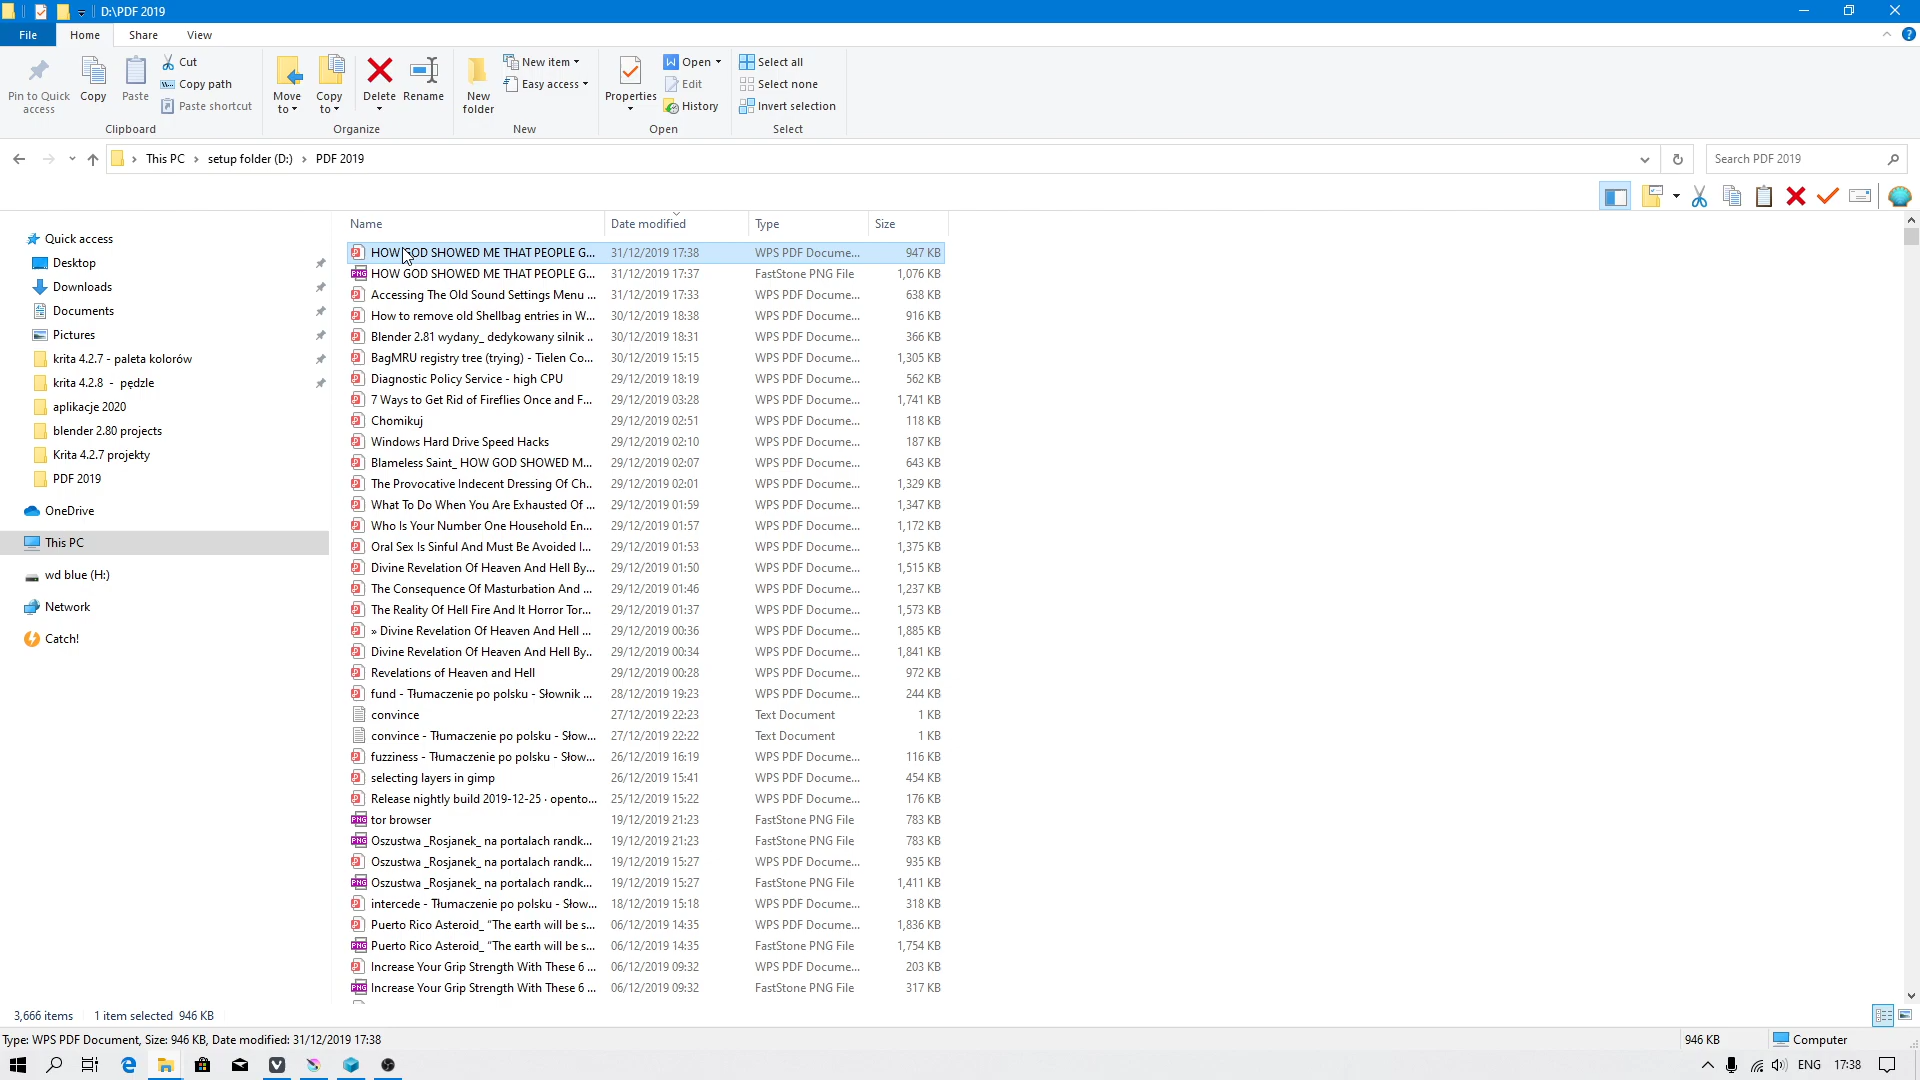 D:\PDF 2019
File Home Share View
Pin to Quick access
Copy
Paste
Cut
Copy path
Paste shortcut
Clipboard
Move to
Copy to
Delete
Rename
Organize
New folder
New item
Easy access
New
Properties
Open
Edit
History
Open
Select all
Select none
Invert selection
Select
This PC › setup folder (D:) › PDF 2019
Search PDF 2019
Quick access
Desktop
Downloads
Documents
Pictures
krita 4.2.7 - paleta kolorów
krita 4.2.8 - pędzle
aplikacje 2020
blender 2.80 projects
Krita 4.2.7 projekty
PDF 2019
OneDrive
This PC
wd blue (H:)
Network
Catch!
Name Date modified Type Size
HOW GOD SHOWED ME THAT PEOPLE G... 31/12/2019 17:38 WPS PDF Docume... 947 KB
PNG HOW GOD SHOWED ME THAT PEOPLE G... 31/12/2019 17:37 FastStone PNG File 1,076 KB
Accessing The Old Sound Settings Menu ... 31/12/2019 17:33 WPS PDF Docume... 638 KB
How to remove old Shellbag entries in W... 30/12/2019 18:38 WPS PDF Docume... 916 KB
Blender 2.81 wydany_ dedykowany silnik .. 30/12/2019 18:31 WPS PDF Docume... 366 KB
BagMRU registry tree (trying) - Tielen Co... 30/12/2019 15:15 WPS PDF Docume... 1,305 KB
Diagnostic Policy Service - high CPU 29/12/2019 18:19 WPS PDF Docume... 562 KB
7 Ways to Get Rid of Fireflies Once and F... 29/12/2019 03:28 WPS PDF Docume... 1,741 KB
Chomikuj 29/12/2019 02:51 WPS PDF Docume... 118 KB
Windows Hard Drive Speed Hacks 29/12/2019 02:10 WPS PDF Docume... 187 KB
Blameless Saint_ HOW GOD SHOWED M... 29/12/2019 02:07 WPS PDF Docume... 643 KB
The Provocative Indecent Dressing Of Ch.. 29/12/2019 02:01 WPS PDF Docume... 1,329 KB
What To Do When You Are Exhausted Of ... 29/12/2019 01:59 WPS PDF Docume... 1,347 KB
Who Is Your Number One Household En... 29/12/2019 01:57 WPS PDF Docume... 1,172 KB
Oral Sex Is Sinful And Must Be Avoided I... 29/12/2019 01:53 WPS PDF Docume... 1,375 KB
Divine Revelation Of Heaven And Hell By.. 29/12/2019 01:50 WPS PDF Docume... 1,515 KB
The Consequence Of Masturbation And ... 29/12/2019 01:46 WPS PDF Docume... 1,237 KB
The Reality Of Hell Fire And It Horror Tor... 29/12/2019 01:37 WPS PDF Docume... 1,573 KB
» Divine Revelation Of Heaven And Hell ... 29/12/2019 00:36 WPS PDF Docume... 1,885 KB
Divine Revelation Of Heaven And Hell By.. 29/12/2019 00:34 WPS PDF Docume... 1,841 KB
Revelations of Heaven and Hell 29/12/2019 00:28 WPS PDF Docume... 972 KB
fund - Tłumaczenie po polsku - Słownik ... 28/12/2019 19:23 WPS PDF Docume... 244 KB
convince 27/12/2019 22:23 Text Document 1 KB
convince - Tłumaczenie po polsku - Słow... 27/12/2019 22:22 Text Document 1 KB
fuzziness - Tłumaczenie po polsku - Słow... 26/12/2019 16:19 WPS PDF Docume... 116 KB
selecting layers in gimp 26/12/2019 15:41 WPS PDF Docume... 454 KB
Release nightly build 2019-12-25 · opento... 25/12/2019 15:22 WPS PDF Docume... 176 KB
PNG tor browser 19/12/2019 21:23 FastStone PNG File 783 KB
PNG Oszustwa _Rosjanek_ na portalach randk... 19/12/2019 21:23 FastStone PNG File 783 KB
Oszustwa _Rosjanek_ na portalach randk... 19/12/2019 15:27 WPS PDF Docume... 935 KB
PNG Oszustwa _Rosjanek_ na portalach randk... 19/12/2019 15:27 FastStone PNG File 1,411 KB
intercede - Tłumaczenie po polsku - Słow... 18/12/2019 15:18 WPS PDF Docume... 318 KB
Puerto Rico Asteroid_ “The earth will be s... 06/12/2019 14:35 WPS PDF Docume... 1,836 KB
PNG Puerto Rico Asteroid_ “The earth will be s... 06/12/2019 14:35 FastStone PNG File 1,754 KB
Increase Your Grip Strength With These 6 ... 06/12/2019 09:32 WPS PDF Docume... 203 KB
PNG Increase Your Grip Strength With These 6 ... 06/12/2019 09:32 FastStone PNG File 317 KB
3,666 items 1 item selected 946 KB
Type: WPS PDF Document, Size: 946 KB, Date modified: 31/12/2019 17:38 946 KB Computer
ENG 17:38